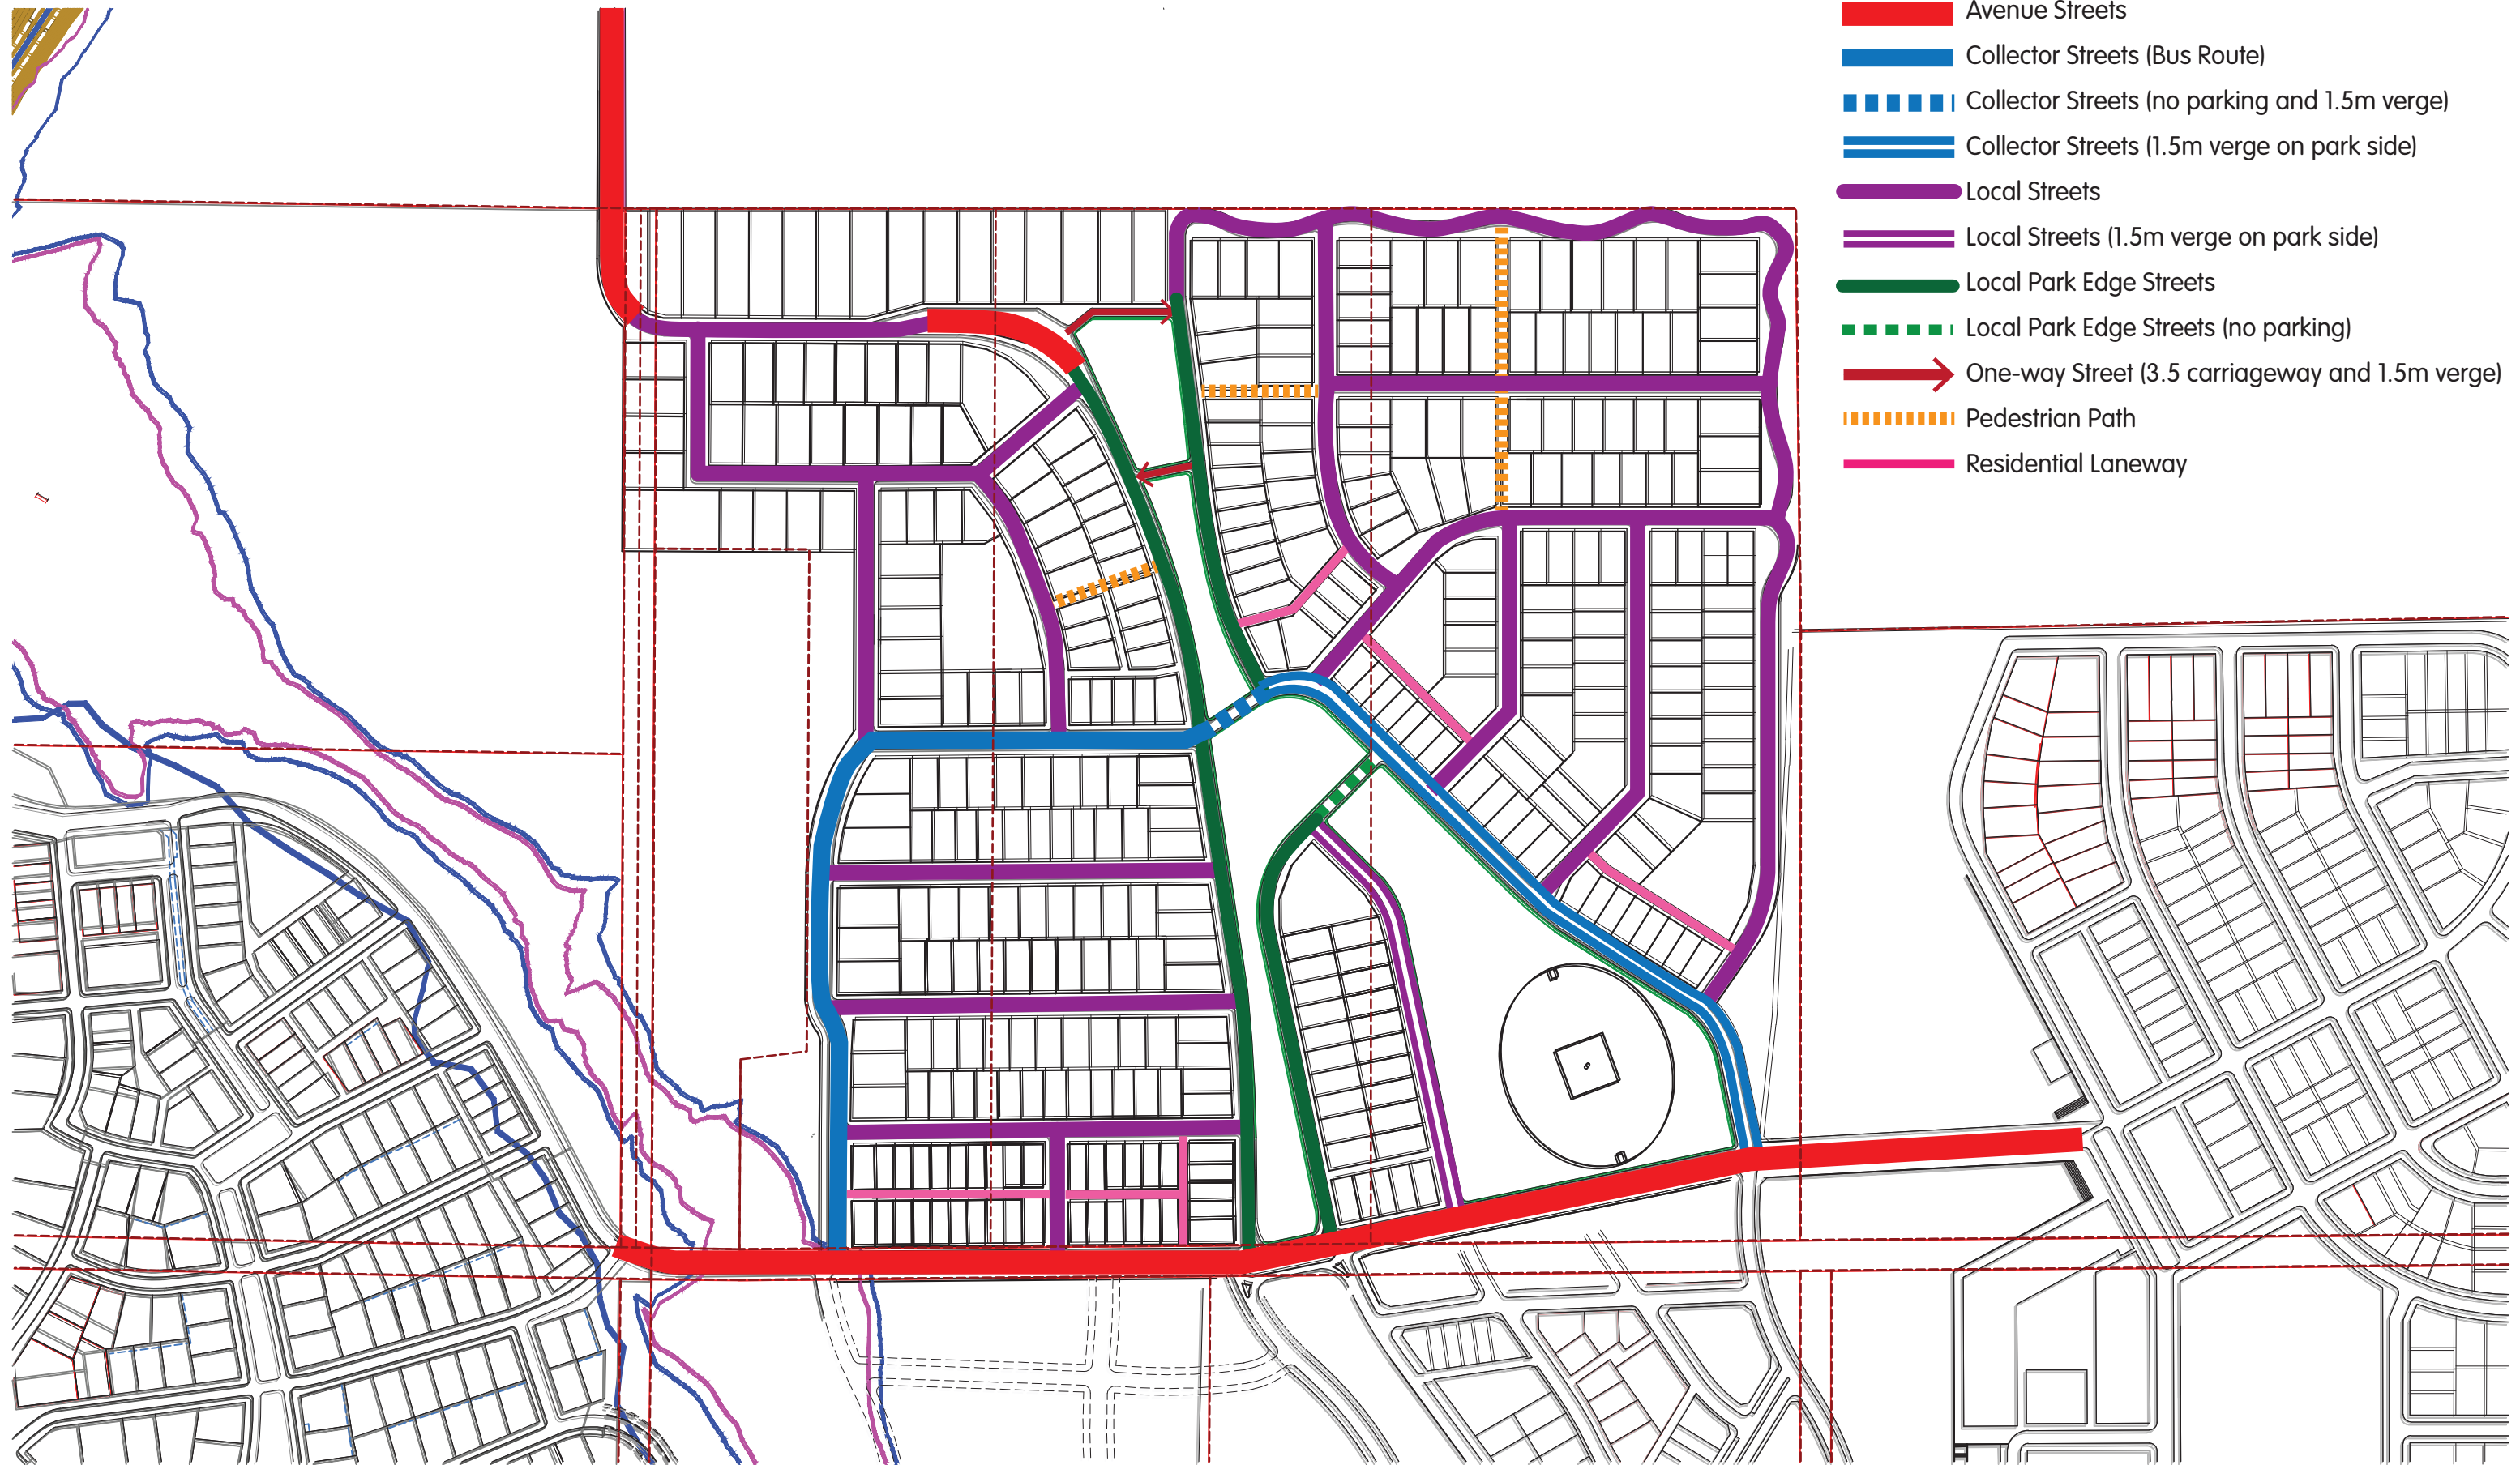 Avenue Streets
Collector Streets (Bus Route)
Collector Streets (no parking and 1.5m verge)
Collector Streets (1.5m verge on park side)
Local Streets
Local Streets (1.5m verge on park side)
Local Park Edge Streets
Local Park Edge Streets (no parking)
One-way Street (3.5 carriageway and 1.5m verge)
Pedestrian Path
Residential Laneway